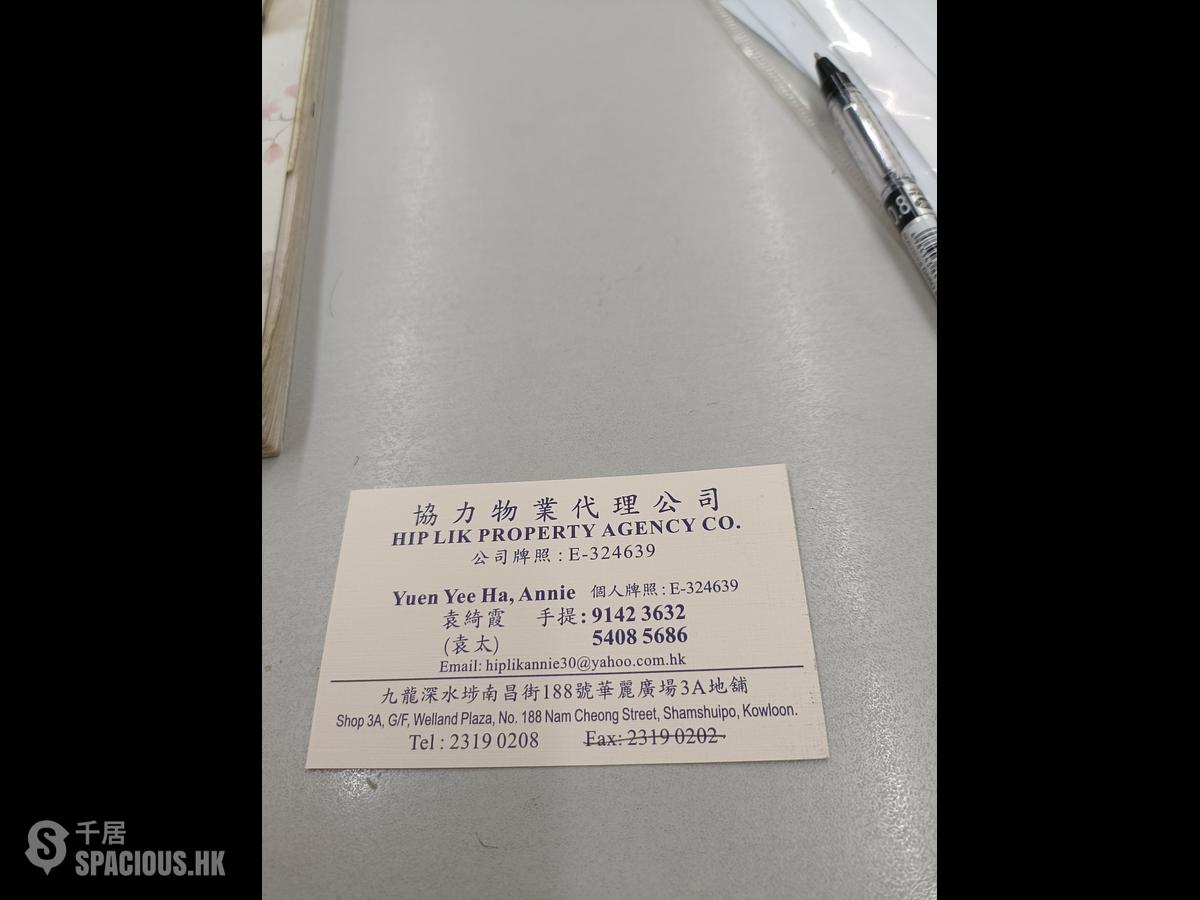 協力物業代理公司
HIP LIK PROPERTY AGENCY CO.
公司牌照 : E-324639
Yuen Yee Ha, Annie 個人牌照 : E-324639
袁綺霞 手提 : 9142 3632
(袁太) 5408 5686
Email: hiplikannie30@yahoo.com.hk
九龍深水埗南昌街188號華麗廣場3A地舖
Shop 3A, G/F, Welland Plaza, No. 188 Nam Cheong Street, Shamshuipo, Kowloon.
Tel : 2319 0208 Fax: 2319 0202
0.8
千居
SPACIOUS.HK